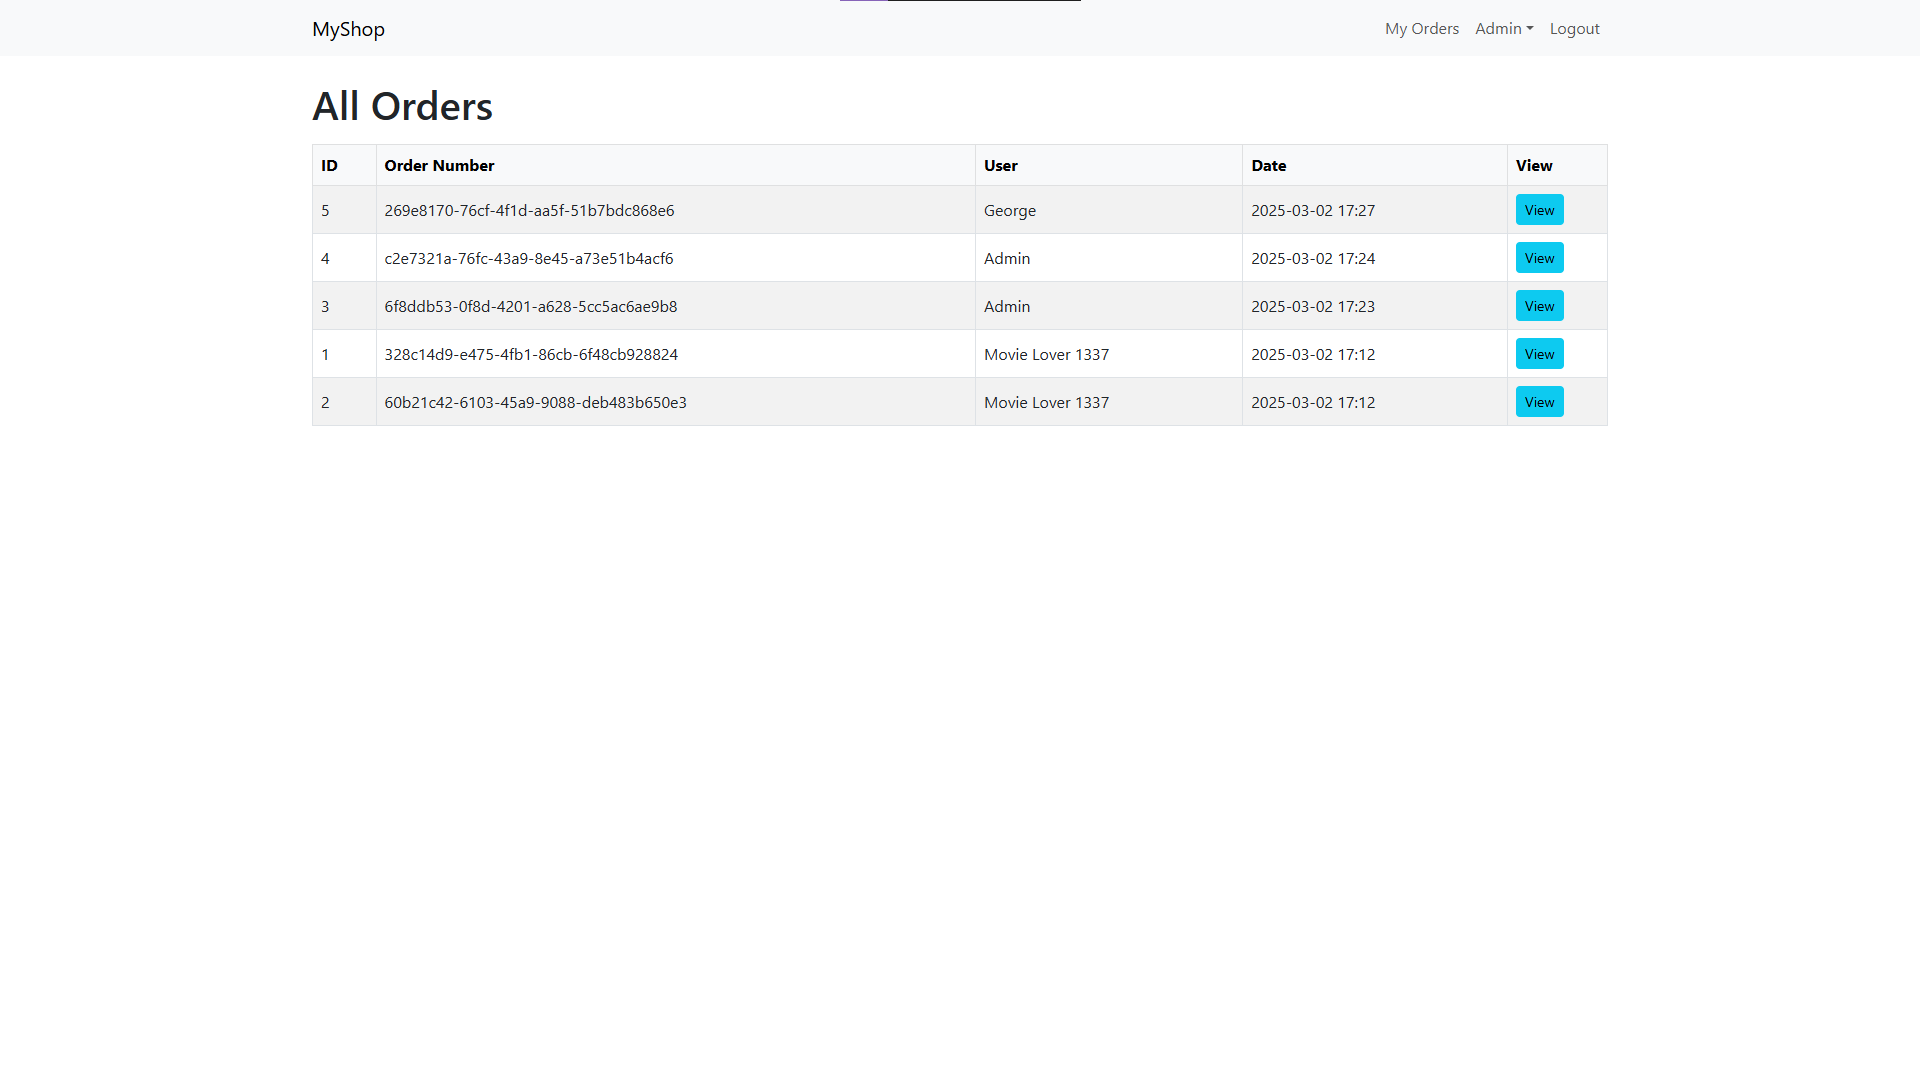 MyShop My Orders Admin Logout
All Orders
ID Order Number User Date View
5 269e8170-76cf-4f1d-aa5f-51b7bdc868e6 George 2025-03-02 17:27 View
4 c2e7321a-76fc-43a9-8e45-a73e51b4acf6 Admin 2025-03-02 17:24 View
3 6f8ddb53-0f8d-4201-a628-5cc5ac6ae9b8 Admin 2025-03-02 17:23 View
1 328c14d9-e475-4fb1-86cb-6f48cb928824 Movie Lover 1337 2025-03-02 17:12 View
2 60b21c42-6103-45a9-9088-deb483b650e3 Movie Lover 1337 2025-03-02 17:12 View